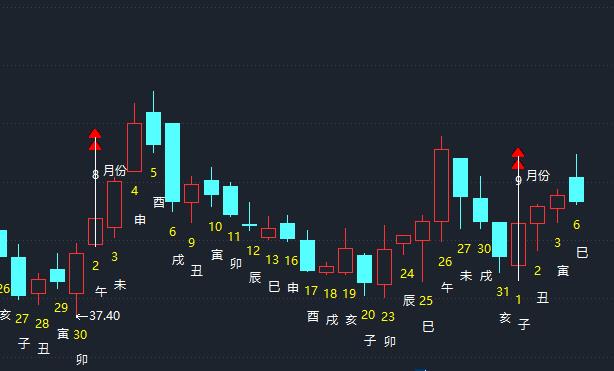 26
亥
27
子
28
丑
29
寅
←37.40
30
卯
8 月份
2
午
3
未
4
申
5
酉
6
戌
9
丑
10
寅
11
卯
12
辰
13
巳
16
申
17
酉
18
戌
19
亥
20
子
23
卯
24
辰
25
巳
26
午
27
未
30
戌
31
亥
9 月份
1
子
2
丑
3
寅
6
巳